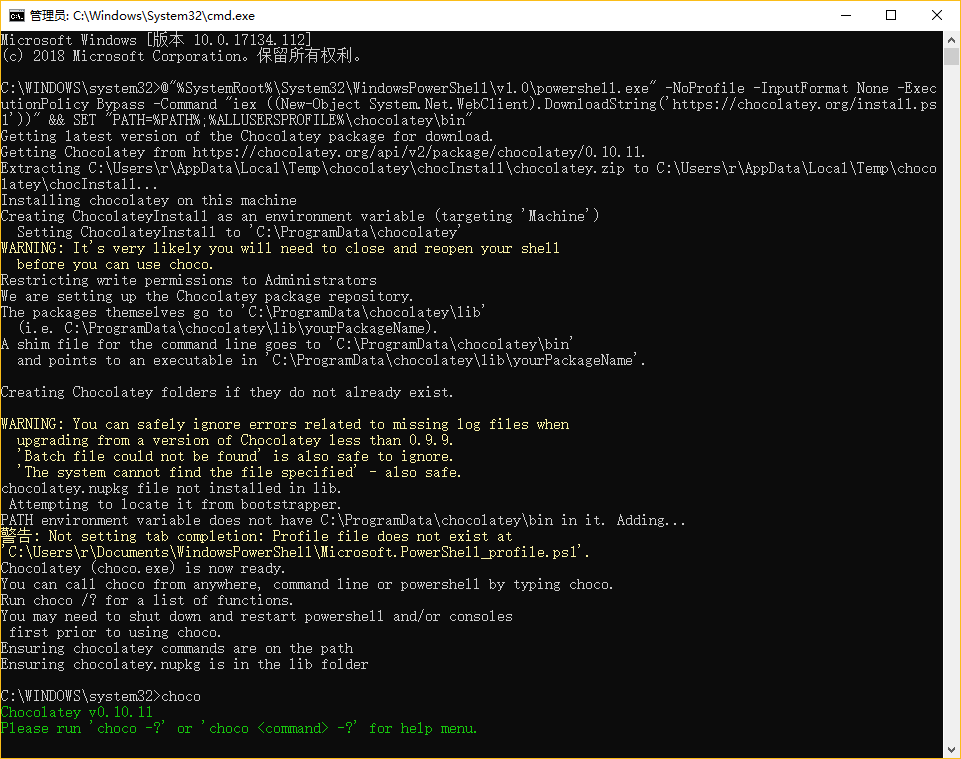 管理员: C:\Windows\System32\cmd.exe
Microsoft Windows [版本 10.0.17134.112]
(c) 2018 Microsoft Corporation。保留所有权利。
C:\WINDOWS\system32>@"%SystemRoot%\System32\WindowsPowerShell\v1.0\powershell.exe" -NoProfile -InputFormat None -Exec
utionPolicy Bypass -Command "iex ((New-Object System.Net.WebClient).DownloadString('https://chocolatey.org/install.ps
1'))" && SET "PATH=%PATH%;%ALLUSERSPROFILE%\chocolatey\bin"
Getting latest version of the Chocolatey package for download.
Getting Chocolatey from https://chocolatey.org/api/v2/package/chocolatey/0.10.11.
Extracting C:\Users\r\AppData\Local\Temp\chocolatey\chocInstall\chocolatey.zip to C:\Users\r\AppData\Local\Temp\choco
latey\chocInstall...
Installing chocolatey on this machine
Creating ChocolateyInstall as an environment variable (targeting 'Machine')
  Setting ChocolateyInstall to 'C:\ProgramData\chocolatey'
WARNING: It's very likely you will need to close and reopen your shell
  before you can use choco.
Restricting write permissions to Administrators
We are setting up the Chocolatey package repository.
The packages themselves go to 'C:\ProgramData\chocolatey\lib'
  (i.e. C:\ProgramData\chocolatey\lib\yourPackageName).
A shim file for the command line goes to 'C:\ProgramData\chocolatey\bin'
  and points to an executable in 'C:\ProgramData\chocolatey\lib\yourPackageName'.
Creating Chocolatey folders if they do not already exist.
WARNING: You can safely ignore errors related to missing log files when
  upgrading from a version of Chocolatey less than 0.9.9.
  'Batch file could not be found' is also safe to ignore.
  'The system cannot find the file specified' - also safe.
chocolatey.nupkg file not installed in lib.
 Attempting to locate it from bootstrapper.
PATH environment variable does not have C:\ProgramData\chocolatey\bin in it. Adding...
警告: Not setting tab completion: Profile file does not exist at
'C:\Users\r\Documents\WindowsPowerShell\Microsoft.PowerShell_profile.ps1'.
Chocolatey (choco.exe) is now ready.
You can call choco from anywhere, command line or powershell by typing choco.
Run choco /? for a list of functions.
You may need to shut down and restart powershell and/or consoles
 first prior to using choco.
Ensuring chocolatey commands are on the path
Ensuring chocolatey.nupkg is in the lib folder
C:\WINDOWS\system32>choco
Chocolatey v0.10.11
Please run 'choco -?' or 'choco <command> -?' for help menu.